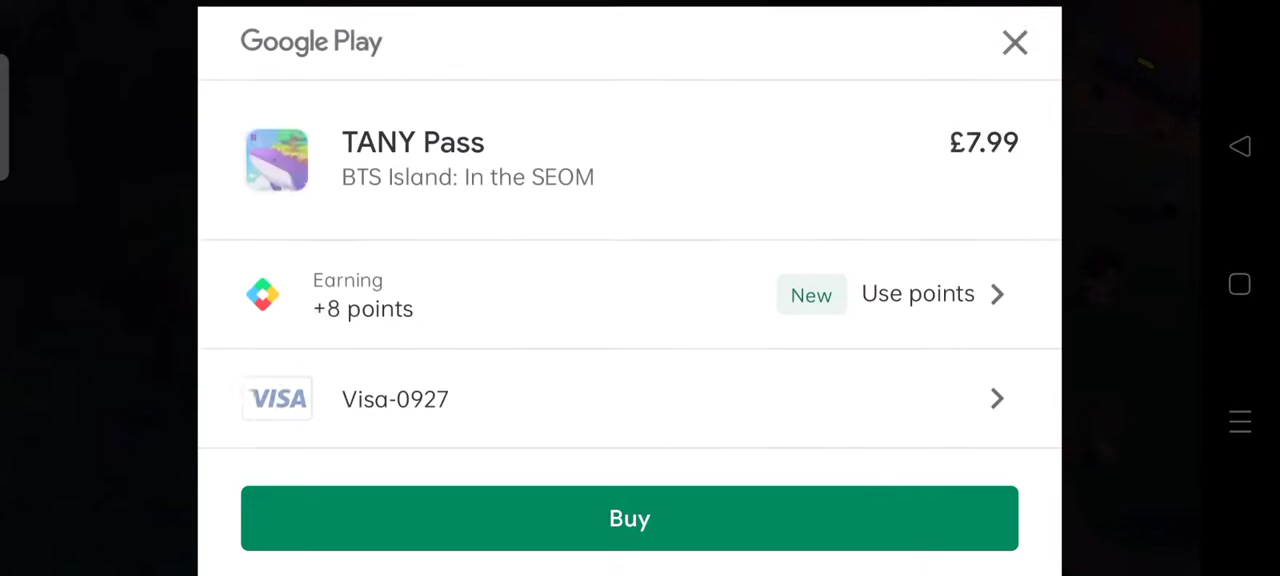 Google Play
TANY Pass
£7.99
BTS Island: In the SEOM
Earning
+8 points
New
Use points
VISA
Visa-0927
Buy